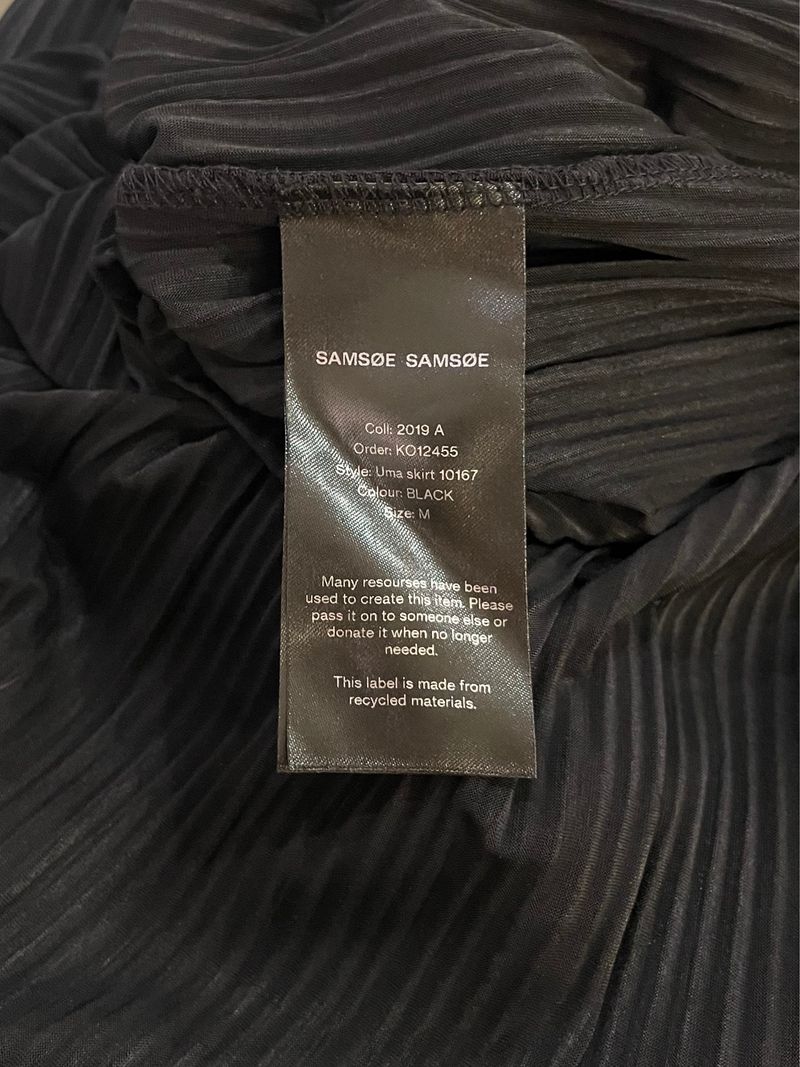 SAMSØE SAMSØE
Coll: 2019 A
Order: KO12455
Style: Uma skirt 10167
Colour: BLACK
Size: M
Many resourses have been
used to create this item. Please
pass it on to someone else or
donate it when no longer
needed.
This label is made from
recycled materials.